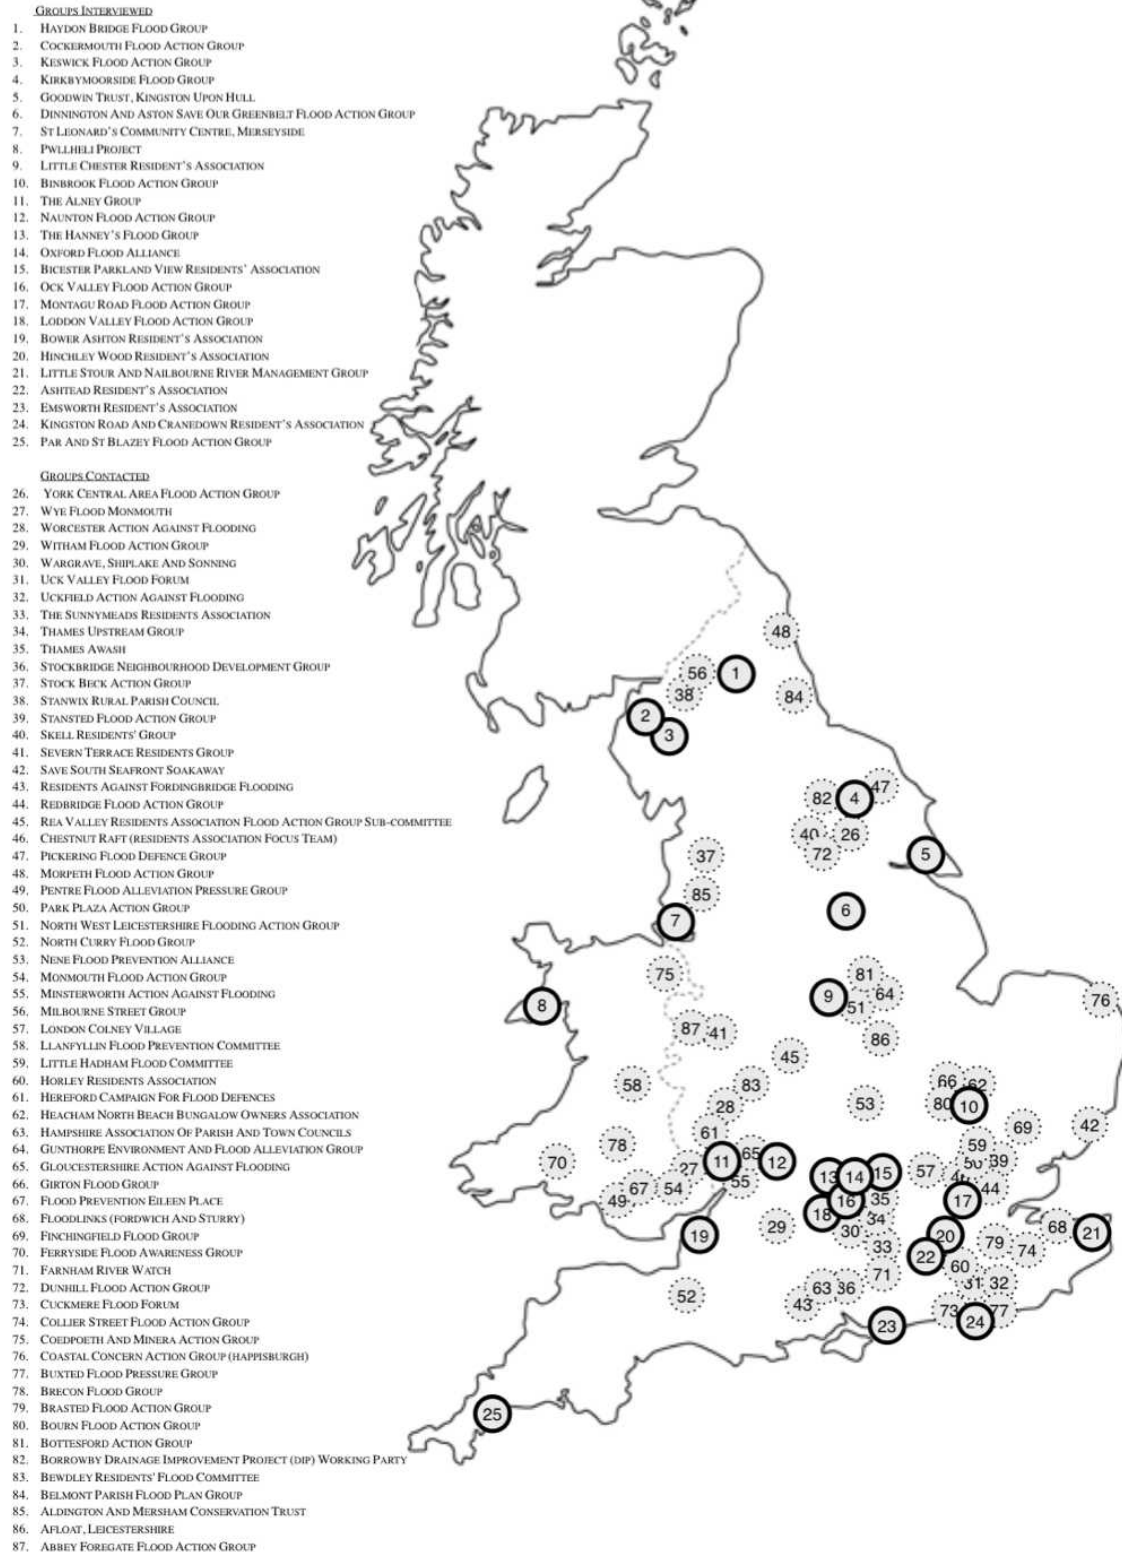 GROUPS INTERVIEWED
1. HAYDON BRIDGE FLOOD GROUP
2. COCKERMOUTH FLOOD ACTION GROUP
3. KESWICK FLOOD ACTION GROUP
4. KIRKBYMOORSIDE FLOOD GROUP
5. GOODWIN TRUST, KINGSTON UPON HULL
6. DINNINGTON AND ASTON SAVE OUR GREENBELT FLOOD ACTION GROUP
7. ST LEONARD'S COMMUNITY CENTRE, MERSEYSIDE
8. PWLLHELI PROJECT
9. LITTLE CHESTER RESIDENT'S ASSOCIATION
10. BINBROOK FLOOD ACTION GROUP
11. THE ALNEY GROUP
12. NAUNTON FLOOD ACTION GROUP
13. THE HANNEY'S FLOOD GROUP
14. OXFORD FLOOD ALLIANCE
15. BICESTER PARKLAND VIEW RESIDENTS' ASSOCIATION
16. OCK VALLEY FLOOD ACTION GROUP
17. MONTAGU ROAD FLOOD ACTION GROUP
18. LODDON VALLEY FLOOD ACTION GROUP
19. BOWER ASHTON RESIDENT'S ASSOCIATION
20. HINCHLEY WOOD RESIDENT'S ASSOCIATION
21. LITTLE STOUR AND NAILBOURNE RIVER MANAGEMENT GROUP
22. ASHTEAD RESIDENT'S ASSOCIATION
23. EMSWORTH RESIDENT'S ASSOCIATION
24. KINGSTON ROAD AND CRANEDOWN RESIDENT'S ASSOCIATION
25. PAR AND ST BLAZEY FLOOD ACTION GROUP
GROUPS CONTACTED
26. YORK CENTRAL AREA FLOOD ACTION GROUP
27. WYE FLOOD MONMOUTH
28. WORCESTER ACTION AGAINST FLOODING
29. WITHAM FLOOD ACTION GROUP
30. WARGRAVE, SHIPLAKE AND SONNING
31. UCK VALLEY FLOOD FORUM
32. UCKFIELD ACTION AGAINST FLOODING
33. THE SUNNYMEADS RESIDENTS ASSOCIATION
34. THAMES UPSTREAM GROUP
35. THAMES AWASH
36. STOCKBRIDGE NEIGHBOURHOOD DEVELOPMENT GROUP
37. STOCK BECK ACTION GROUP
38. STANWIX RURAL PARISH COUNCIL
39. STANSTED FLOOD ACTION GROUP
40. SKELL RESIDENTS' GROUP
41. SEVERN TERRACE RESIDENTS GROUP
42. SAVE SOUTH SEAFRONT SOAKAWAY
43. RESIDENTS AGAINST FORDINGBRIDGE FLOODING
44. REDBRIDGE FLOOD ACTION GROUP
45. REA VALLEY RESIDENTS ASSOCIATION FLOOD ACTION GROUP SUB-COMMITTEE
46. CHESTNUT RAFT (RESIDENTS ASSOCIATION FOCUS TEAM)
47. PICKERING FLOOD DEFENCE GROUP
48. MORPETH FLOOD ACTION GROUP
49. PENTRE FLOOD ALLEVIATION PRESSURE GROUP
50. PARK PLAZA ACTION GROUP
51. NORTH WEST LEICESTERSHIRE FLOODING ACTION GROUP
52. NORTH CURRY FLOOD GROUP
53. NENE FLOOD PREVENTION ALLIANCE
54. MONMOUTH FLOOD ACTION GROUP
55. MINSTERWORTH ACTION AGAINST FLOODING
56. MILBOURNE STREET GROUP
57. LONDON COLNEY VILLAGE
58. LLANFYLLIN FLOOD PREVENTION COMMITTEE
59. LITTLE HADHAM FLOOD COMMITTEE
60. HORLEY RESIDENTS ASSOCIATION
61. HEREFORD CAMPAIGN FOR FLOOD DEFENCES
62. HEACHAM NORTH BEACH BUNGALOW OWNERS ASSOCIATION
63. HAMPSHIRE ASSOCIATION OF PARISH AND TOWN COUNCILS
64. GUNTHORPE ENVIRONMENT AND FLOOD ALLEVIATION GROUP
65. GLOUCESTERSHIRE ACTION AGAINST FLOODING
66. GIRTON FLOOD GROUP
67. FLOOD PREVENTION EILEEN PLACE
68. FLOODLINKS (FORDWICH AND STURRY)
69. FINCHINGFIELD FLOOD GROUP
70. FERRYSIDE FLOOD AWARENESS GROUP
71. FARNHAM RIVER WATCH
72. DUNHILL FLOOD ACTION GROUP
73. CUCKMERE FLOOD FORUM
74. COLLIER STREET FLOOD ACTION GROUP
75. COEDPOETH AND MINERA ACTION GROUP
76. COASTAL CONCERN ACTION GROUP (HAPPISBURGH)
77. BUXTED FLOOD PRESSURE GROUP
78. BRECON FLOOD GROUP
79. BRASTED FLOOD ACTION GROUP
80. BOURN FLOOD ACTION GROUP
81. BOTTESFORD ACTION GROUP
82. BORROWBY DRAINAGE IMPROVEMENT PROJECT (DIP) WORKING PARTY
83. BEWDLEY RESIDENTS' FLOOD COMMITTEE
84. BELMONT PARISH FLOOD PLAN GROUP
85. ALDINGTON AND MERSHAM CONSERVATION TRUST
86. AFLOAT, LEICESTERSHIRE
87. ABBEY FOREGATE FLOOD ACTION GROUP
48
56
1
38
84
2
3
47
82
4
40
26
72
37
5
85
6
7
75
81
9
64
51
76
8
87
41
86
45
58
83
66
62
28
53
80
10
69
42
61
78
59
70
27
11
65
12
13
14
15
57
50
39
67
54
55
49
16
35
17
44
18
34
30
29
19
20
68
21
33
22
79
74
60
71
52
63
36
31
32
43
73
24
77
23
25